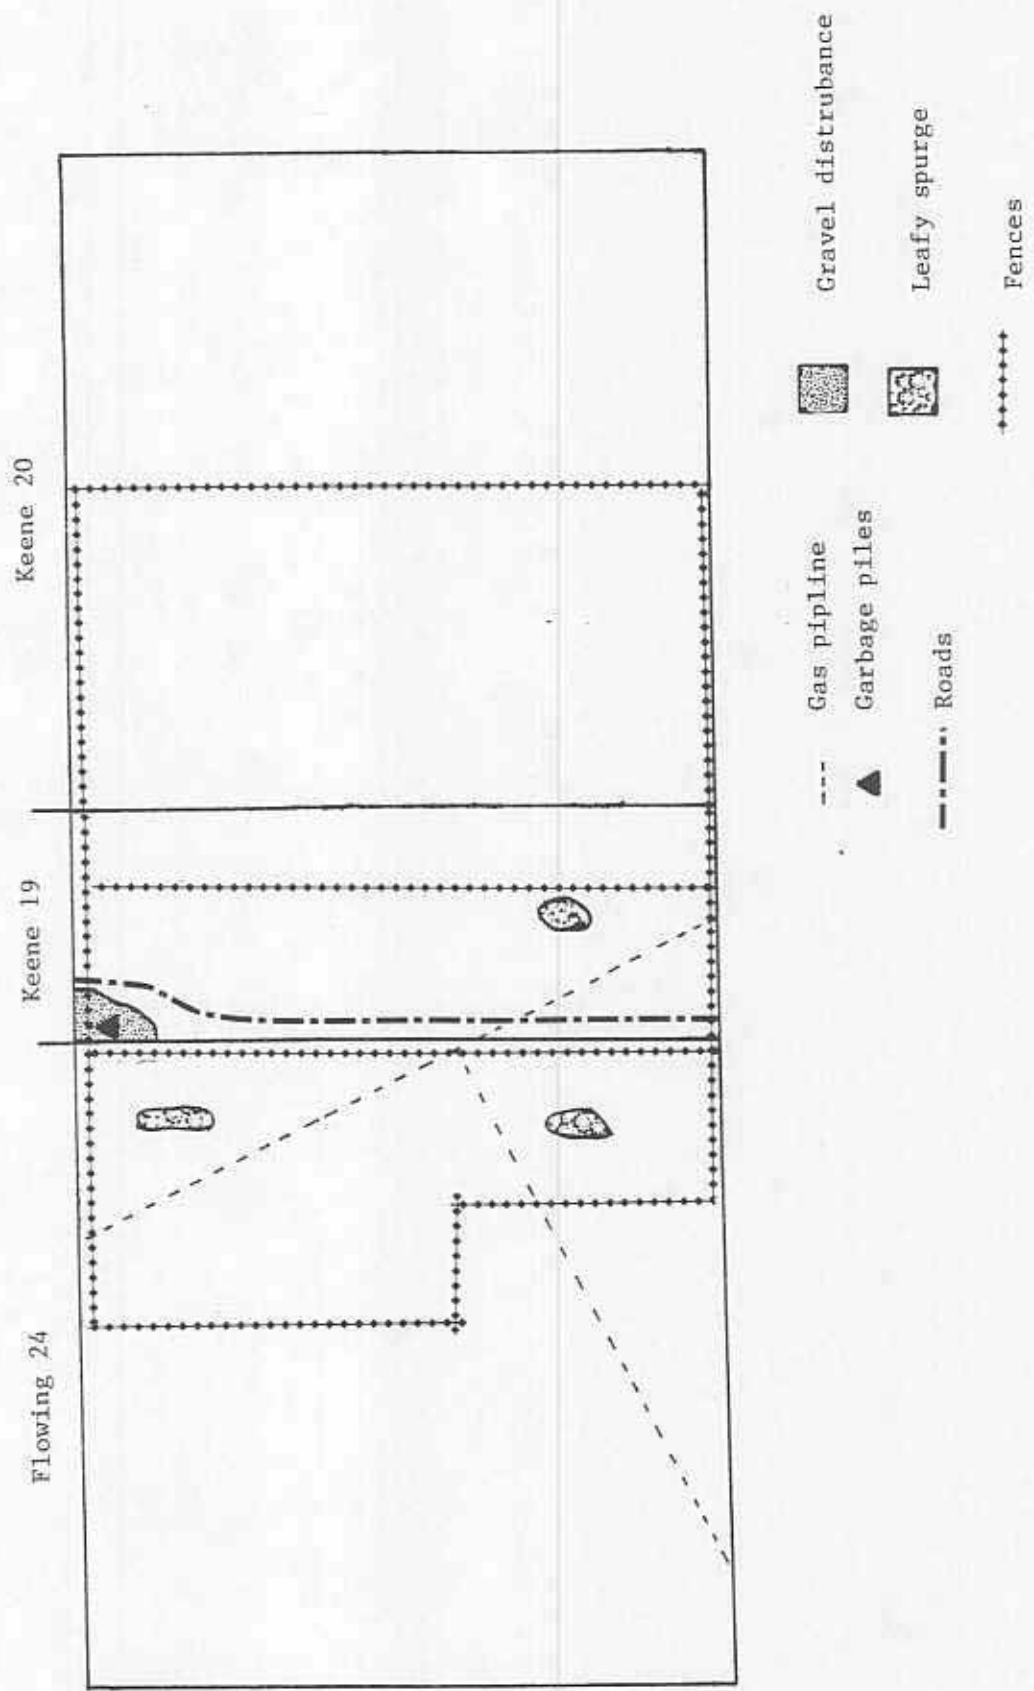 Flowing 24
Keene 19
Keene 20
Gas pipline
Garbage piles
Roads
Gravel distrubance
Leafy spurge
Fences